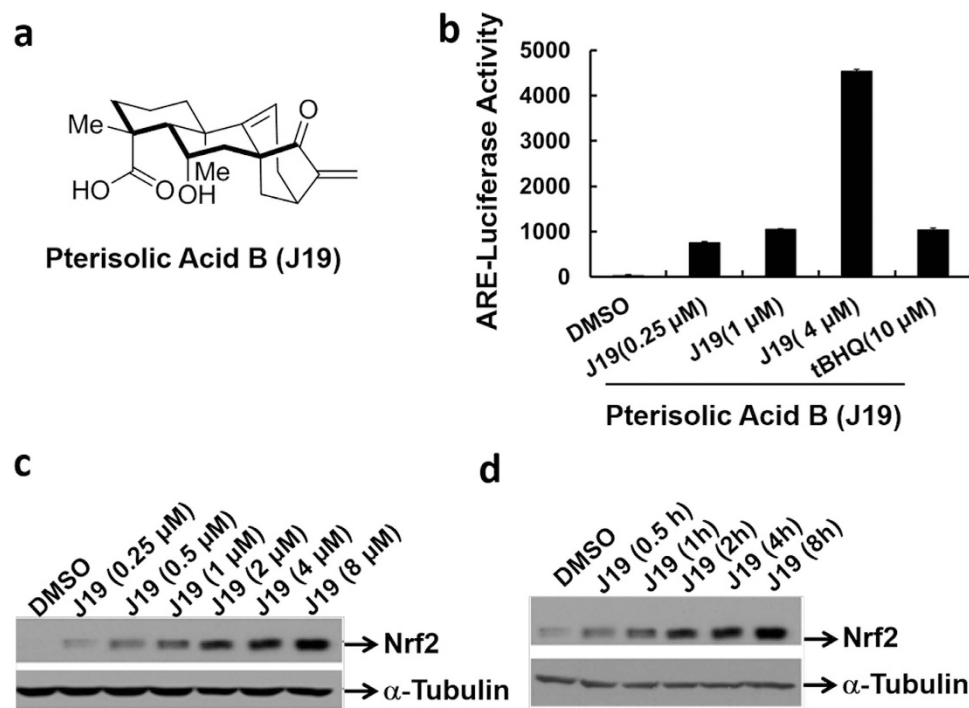 a
Me
HO
O
OH
Me
O
Pterisolic Acid B (J19)
b
ARE-Luciferase Activity
5000
4000
3000
2000
1000
0
DMSO
J19(0.25 µM)
J19(1 µM)
J19( 4 µM)
tBHQ(10 µM)
Pterisolic Acid B (J19)
c
DMSO
J19 (0.25 µM)
J19 (0.5 µM)
J19 (1 µM)
J19 (2 µM)
J19 (4 µM)
J19 (8 µM)
Nrf2
α-Tubulin
d
DMSO
J19 (0.5 h)
J19 (1h)
J19 (2h)
J19 (4h)
J19 (8h)
Nrf2
α-Tubulin